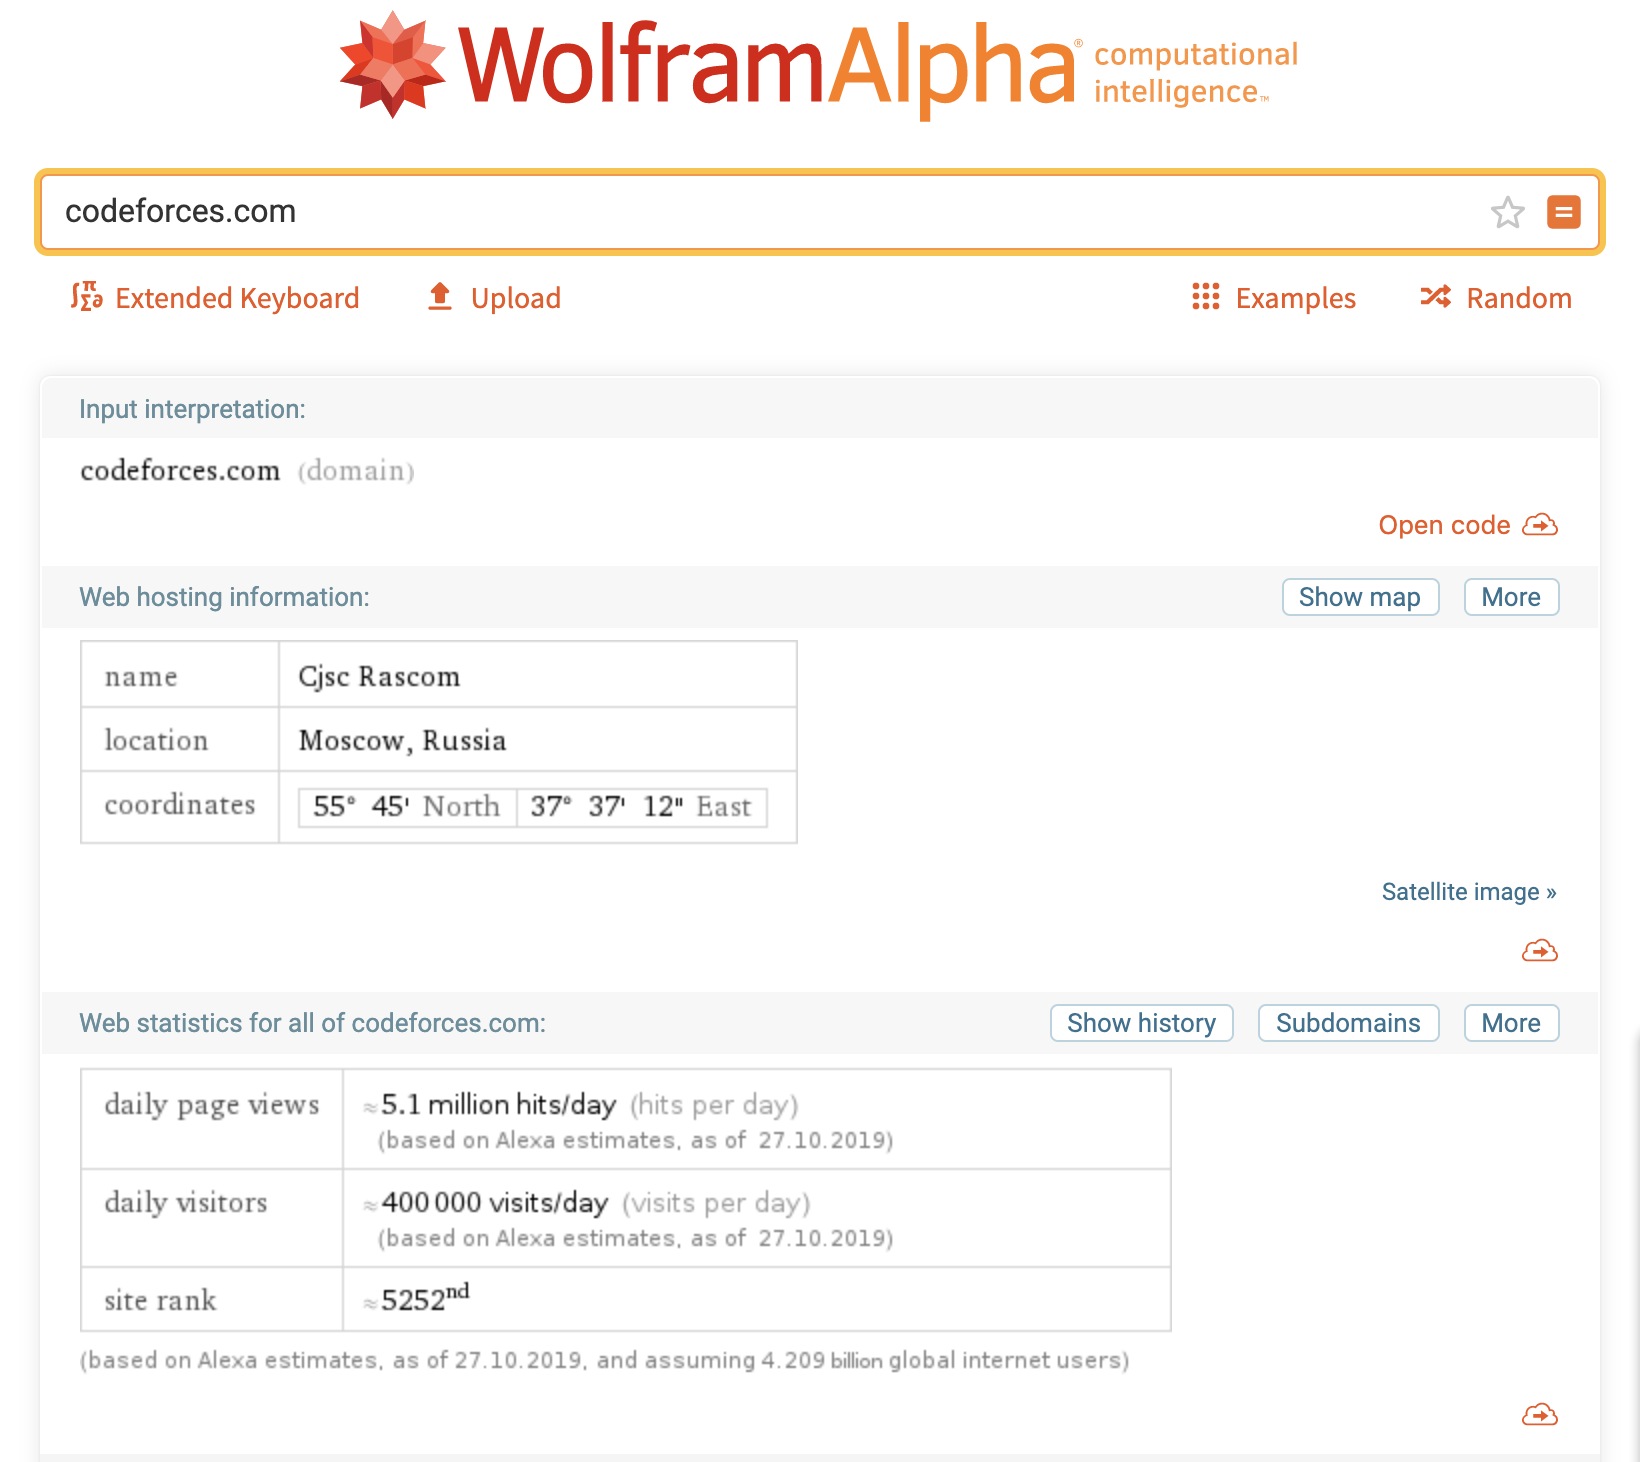 WolframAlpha® computational intelligence™
codeforces.com
Extended Keyboard Upload Examples Random
Input interpretation:
codeforces.com (domain)
Open code
Web hosting information: Show map More
name Cjsc Rascom
location Moscow, Russia
coordinates 55° 45' North 37° 37' 12" East
Satellite image »
Web statistics for all of codeforces.com: Show history Subdomains More
daily page views ≈5.1 million hits/day (hits per day)
(based on Alexa estimates, as of 27.10.2019)
daily visitors ≈400 000 visits/day (visits per day)
(based on Alexa estimates, as of 27.10.2019)
site rank ≈5252nd
(based on Alexa estimates, as of 27.10.2019, and assuming 4.209 billion global internet users)